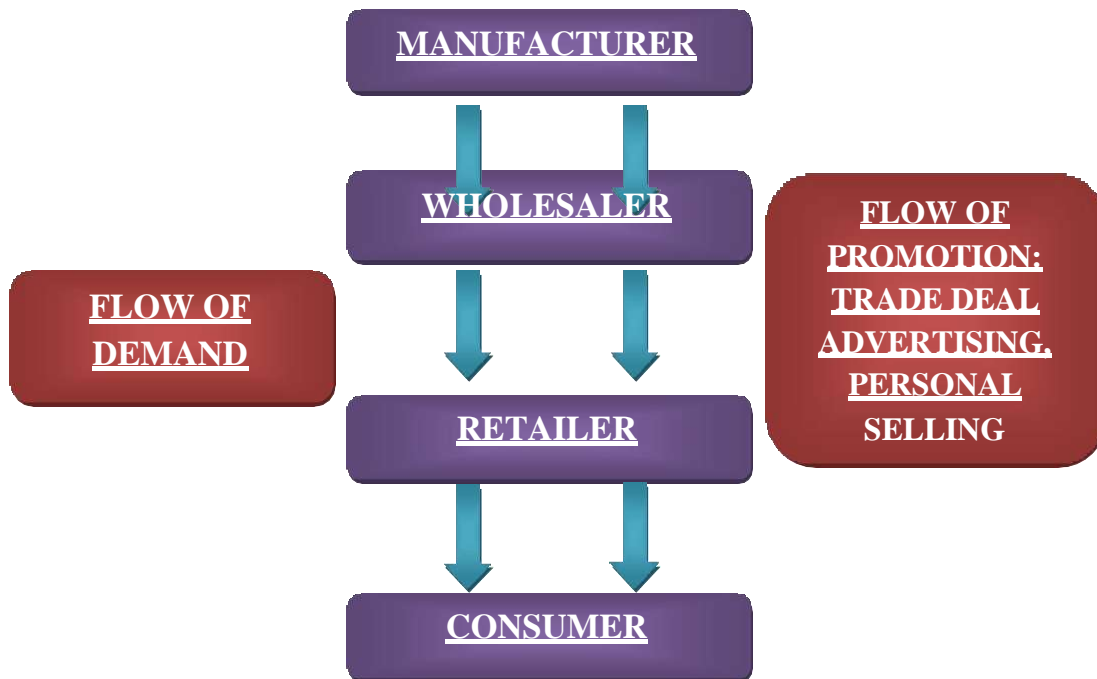 MANUFACTURER
WHOLESALER
FLOW OF
DEMAND
FLOW OF
PROMOTION:
TRADE DEAL
ADVERTISING,
PERSONAL
SELLING
RETAILER
CONSUMER